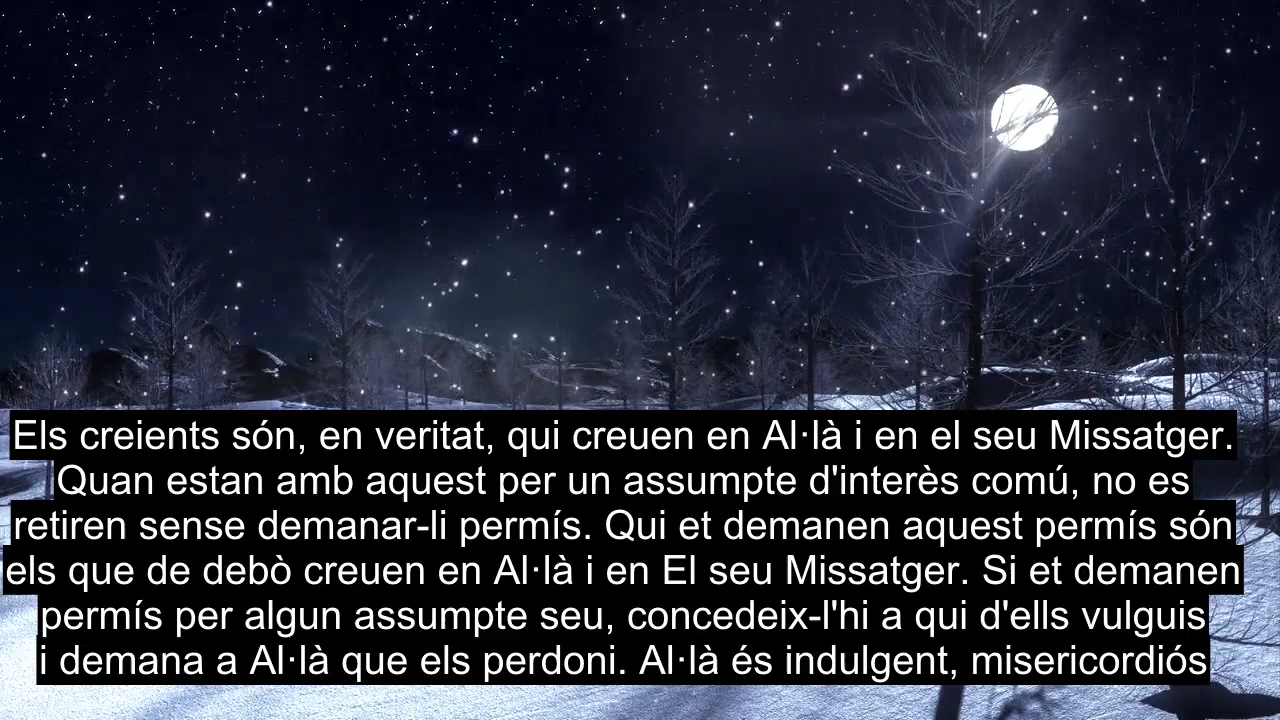 Els creients són, en veritat, qui creuen en Al·là i en el seu Missatger.
Quan estan amb aquest per un assumpte d'interès comú, no es
retiren sense demanar-li permís. Qui et demanen aquest permís són
els que de debò creuen en Al·là i en El seu Missatger. Si et demanen
permís per algun assumpte seu, concedeix-l'hi a qui d'ells vulguis
i demana a Al·là que els perdoni. Al·là és indulgent, misericordiós